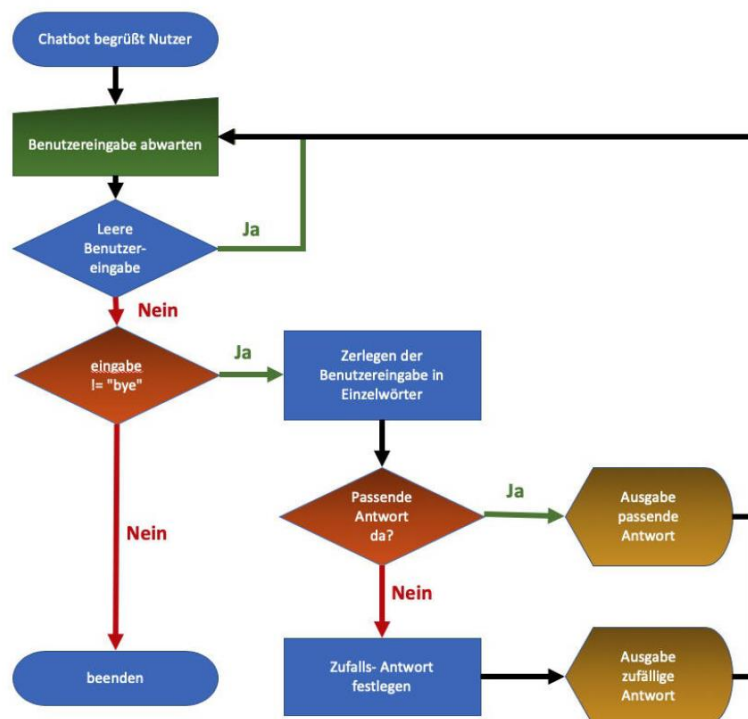 Chatbot begrüßt Nutzer
Benutzereingabe abwarten
Leere
Benutzer-
eingabe
Ja
Nein
eingabe
!= "bye"
Ja
Zerlegen der
Benutzereingabe in
Einzelwörter
Passende
Antwort
da?
Ja
Ausgabe
passende
Antwort
Nein
Nein
beenden
Zufalls- Antwort
festlegen
Ausgabe
zufällige
Antwort